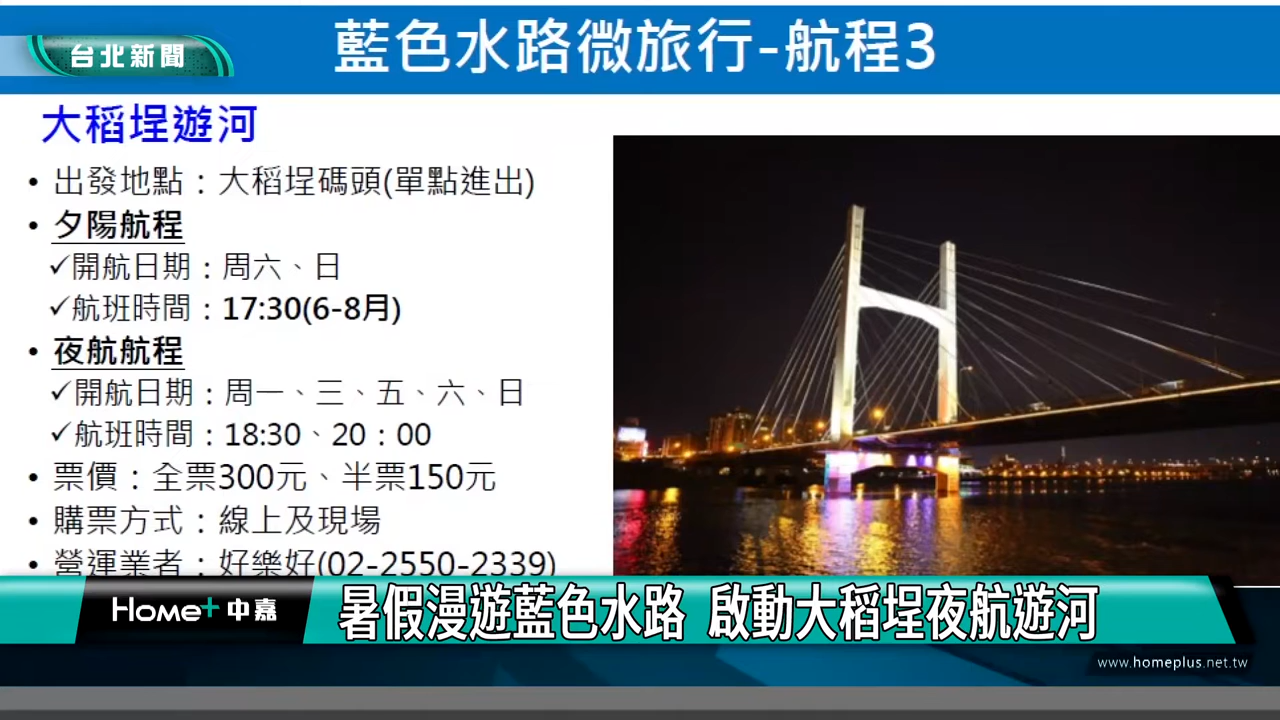 台北新聞
藍色水路微旅行-航程3
大稻埕遊河
• 出發地點：大稻埕碼頭(單點進出)
• 夕陽航程
✓開航日期：周六、日
✓航班時間：17:30(6-8月)
• 夜航航程
✓開航日期：周一、三、五、六、日
✓航班時間：18:30、20：00
• 票價：全票300元、半票150元
• 購票方式：線上及現場
• 營運業者：好樂好(02-2550-2339)
Home+中嘉
暑假漫遊藍色水路 啟動大稻埕夜航遊河
www.homeplus.net.tw